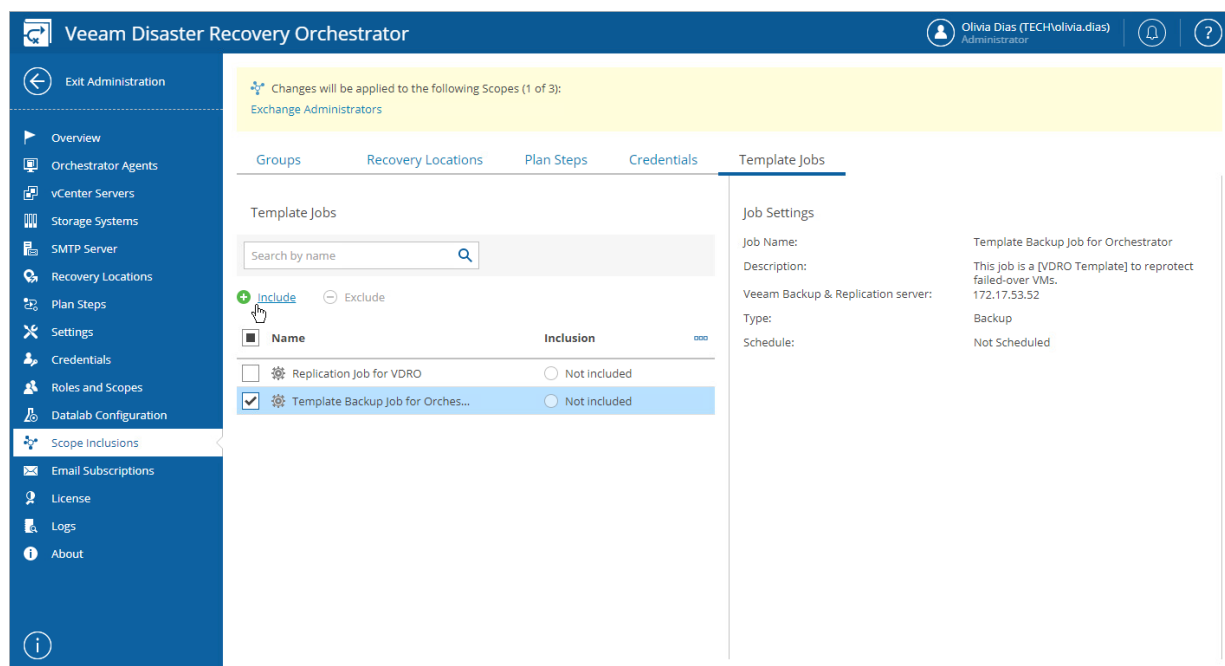 Veeam Disaster Recovery Orchestrator
Olivia Dias (TECH\olivia.dias)
Administrator
?
Exit Administration
Overview
Orchestrator Agents
vCenter Servers
Storage Systems
SMTP Server
Recovery Locations
Plan Steps
Settings
Credentials
Roles and Scopes
Datalab Configuration
Scope Inclusions
Email Subscriptions
License
Logs
About
Changes will be applied to the following Scopes (1 of 3):
Exchange Administrators
Groups Recovery Locations Plan Steps Credentials Template Jobs
Template Jobs
Search by name
Include Exclude
Name Inclusion
Replication Job for VDRO Not included
Template Backup Job for Orches... Not included
Job Settings
Job Name: Template Backup Job for Orchestrator
Description: This job is a [VDRO Template] to reprotect
failed-over VMs.
Veeam Backup & Replication server: 172.17.53.52
Type: Backup
Schedule: Not Scheduled